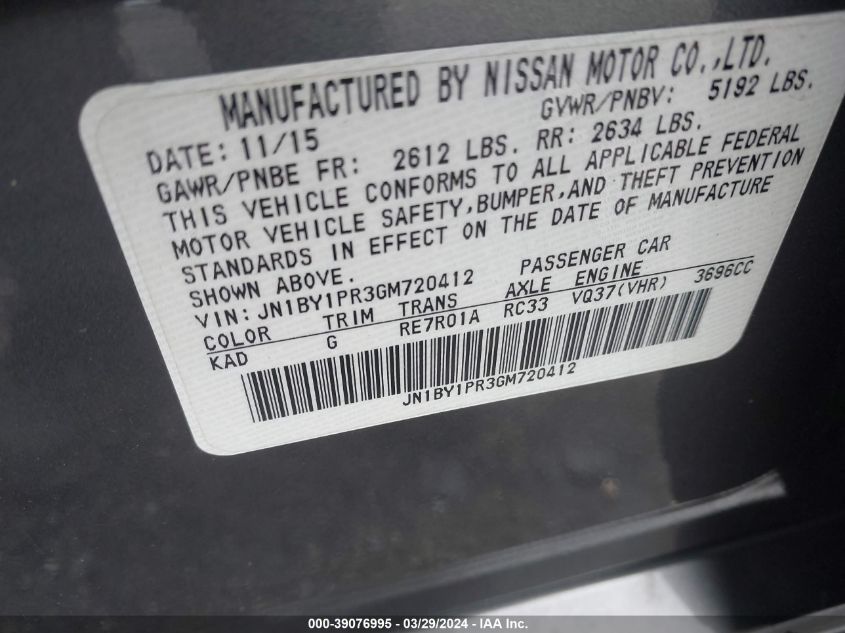 MANUFACTURED BY NISSAN MOTOR CO.,LTD.
DATE: 11/15 GVWR/PNBV: 5192 LBS.
GAWR/PNBE FR: 2612 LBS. RR: 2634 LBS.
THIS VEHICLE CONFORMS TO ALL APPLICABLE FEDERAL
MOTOR VEHICLE SAFETY,BUMPER,AND THEFT PREVENTION
STANDARDS IN EFFECT ON THE DATE OF MANUFACTURE
SHOWN ABOVE.
VIN: JN1BY1PR3GM720412 PASSENGER CAR
COLOR TRIM TRANS AXLE ENGINE
KAD G RE7R01A RC33 VQ37(VHR) 3696CC
JN1BY1PR3GM720412
000-39076995 - 03/29/2024 - IAA Inc.